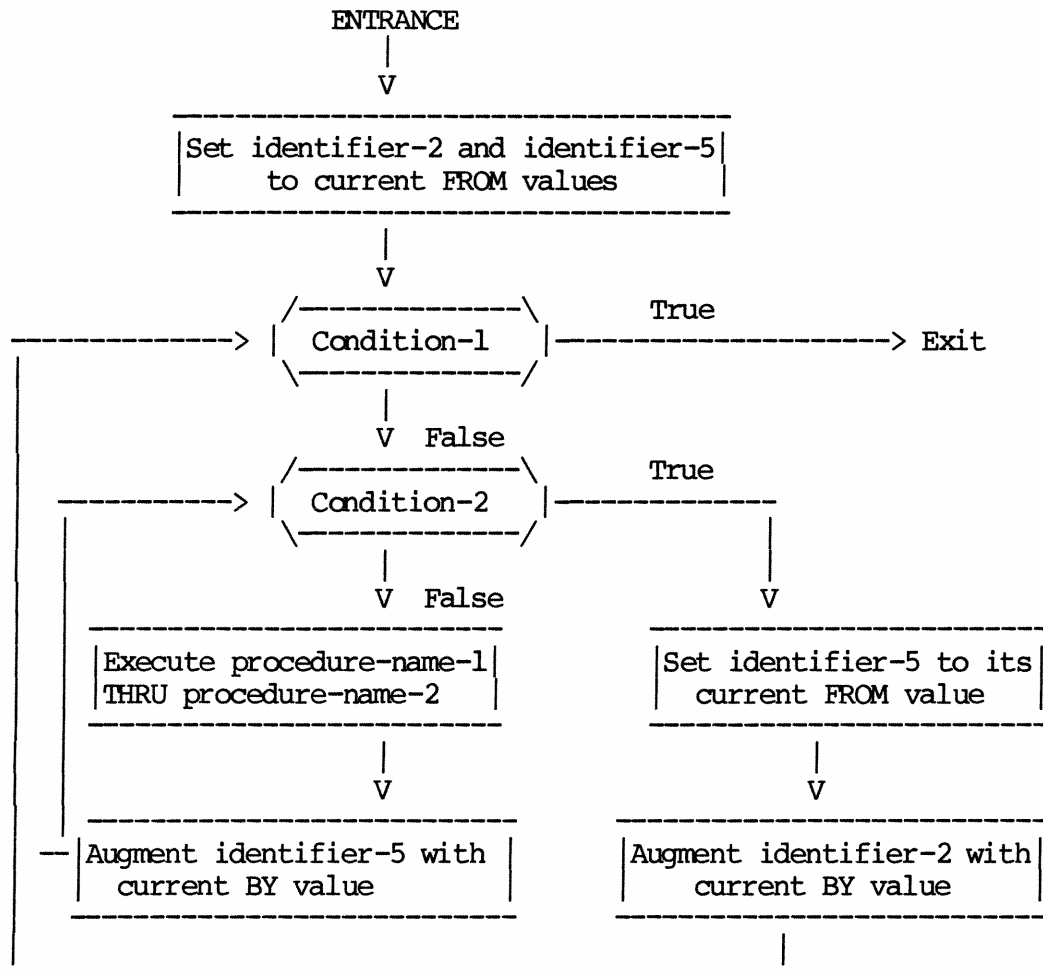 ENTRANCE
V
Set identifier-2 and identifier-5
to current FROM values
V
True
Condition-1
> Exit
V False
True
Condition-2
V False
V
Execute procedure-name-1
THRU procedure-name-2
Set identifier-5 to its
current FROM value
V
V
Augment identifier-5 with
current BY value
Augment identifier-2 with
current BY value